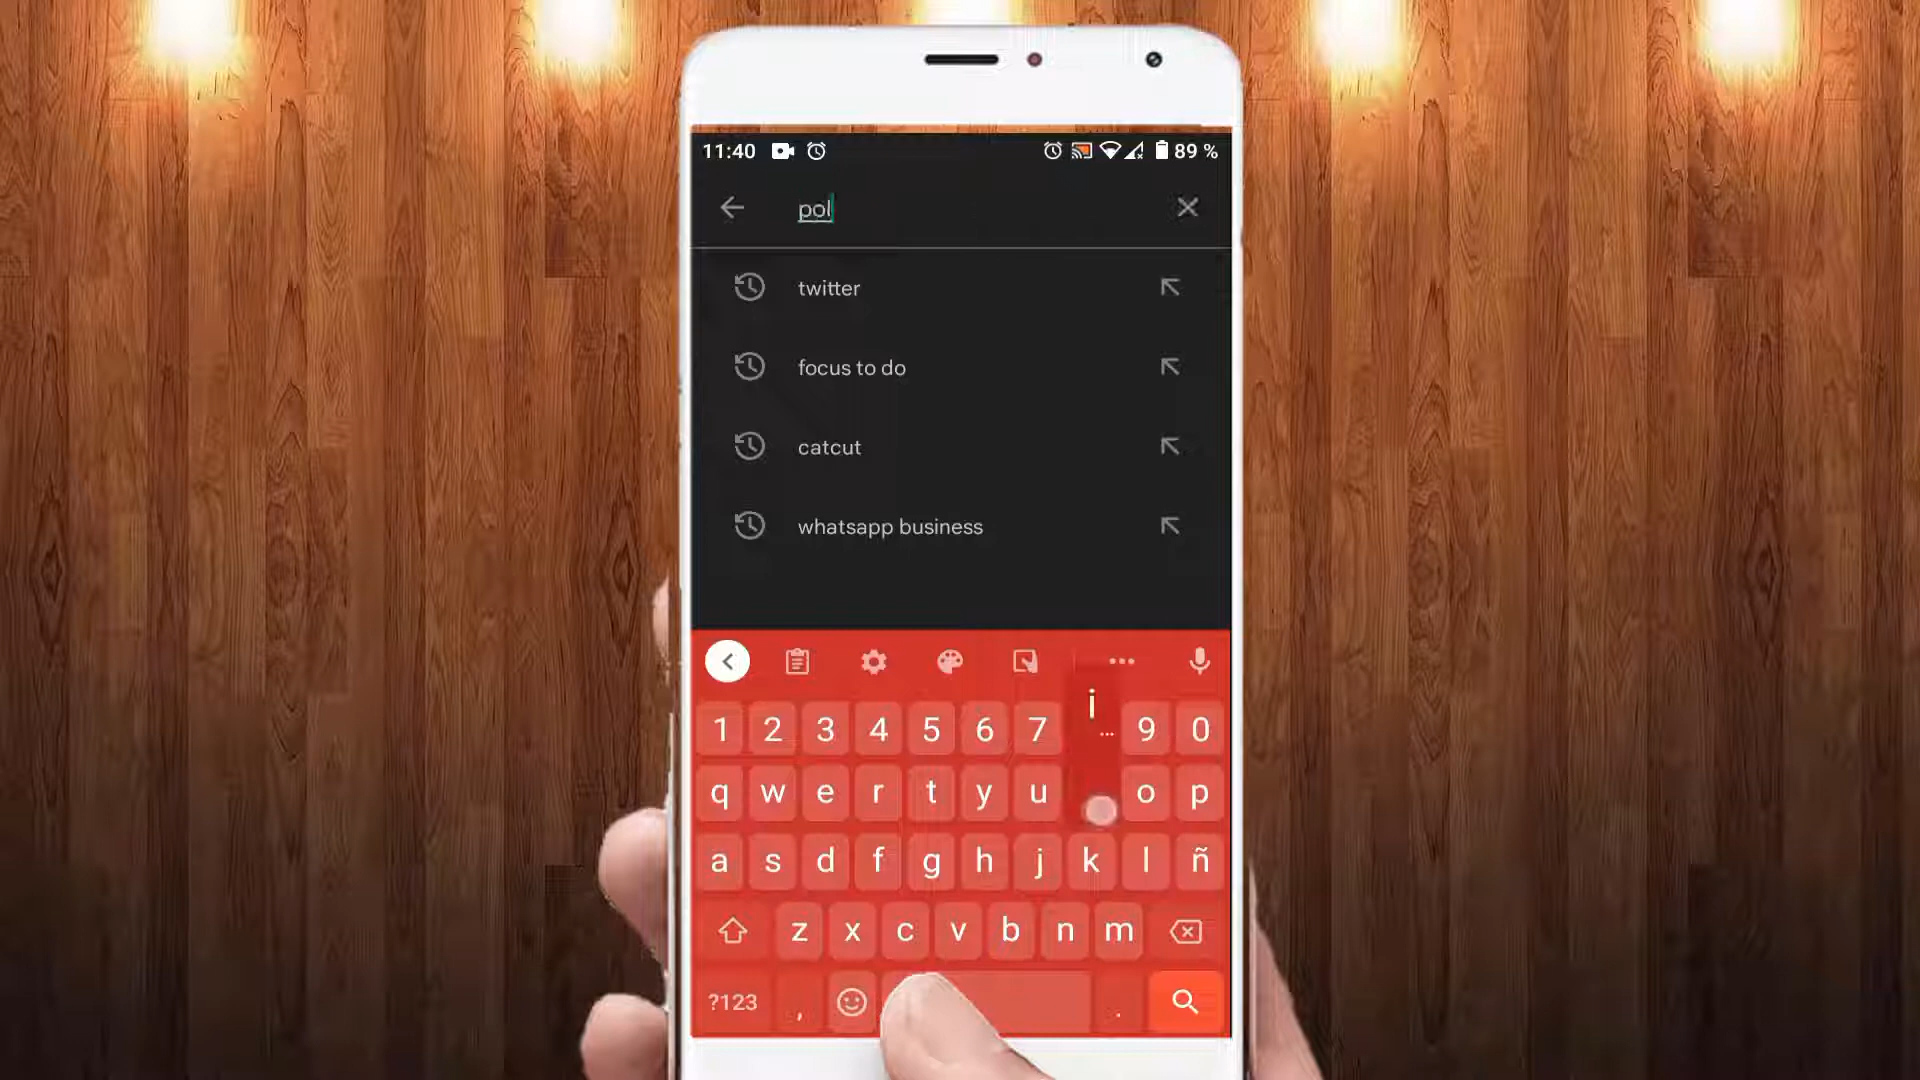 11:40 89 %
pol
twitter
focus to do
catcut
whatsapp business
i
1 2 3 4 5 6 7 ... 9 0
q w e r t y u o p
a s d f g h j k l ñ
z x c v b n m
?123 , .